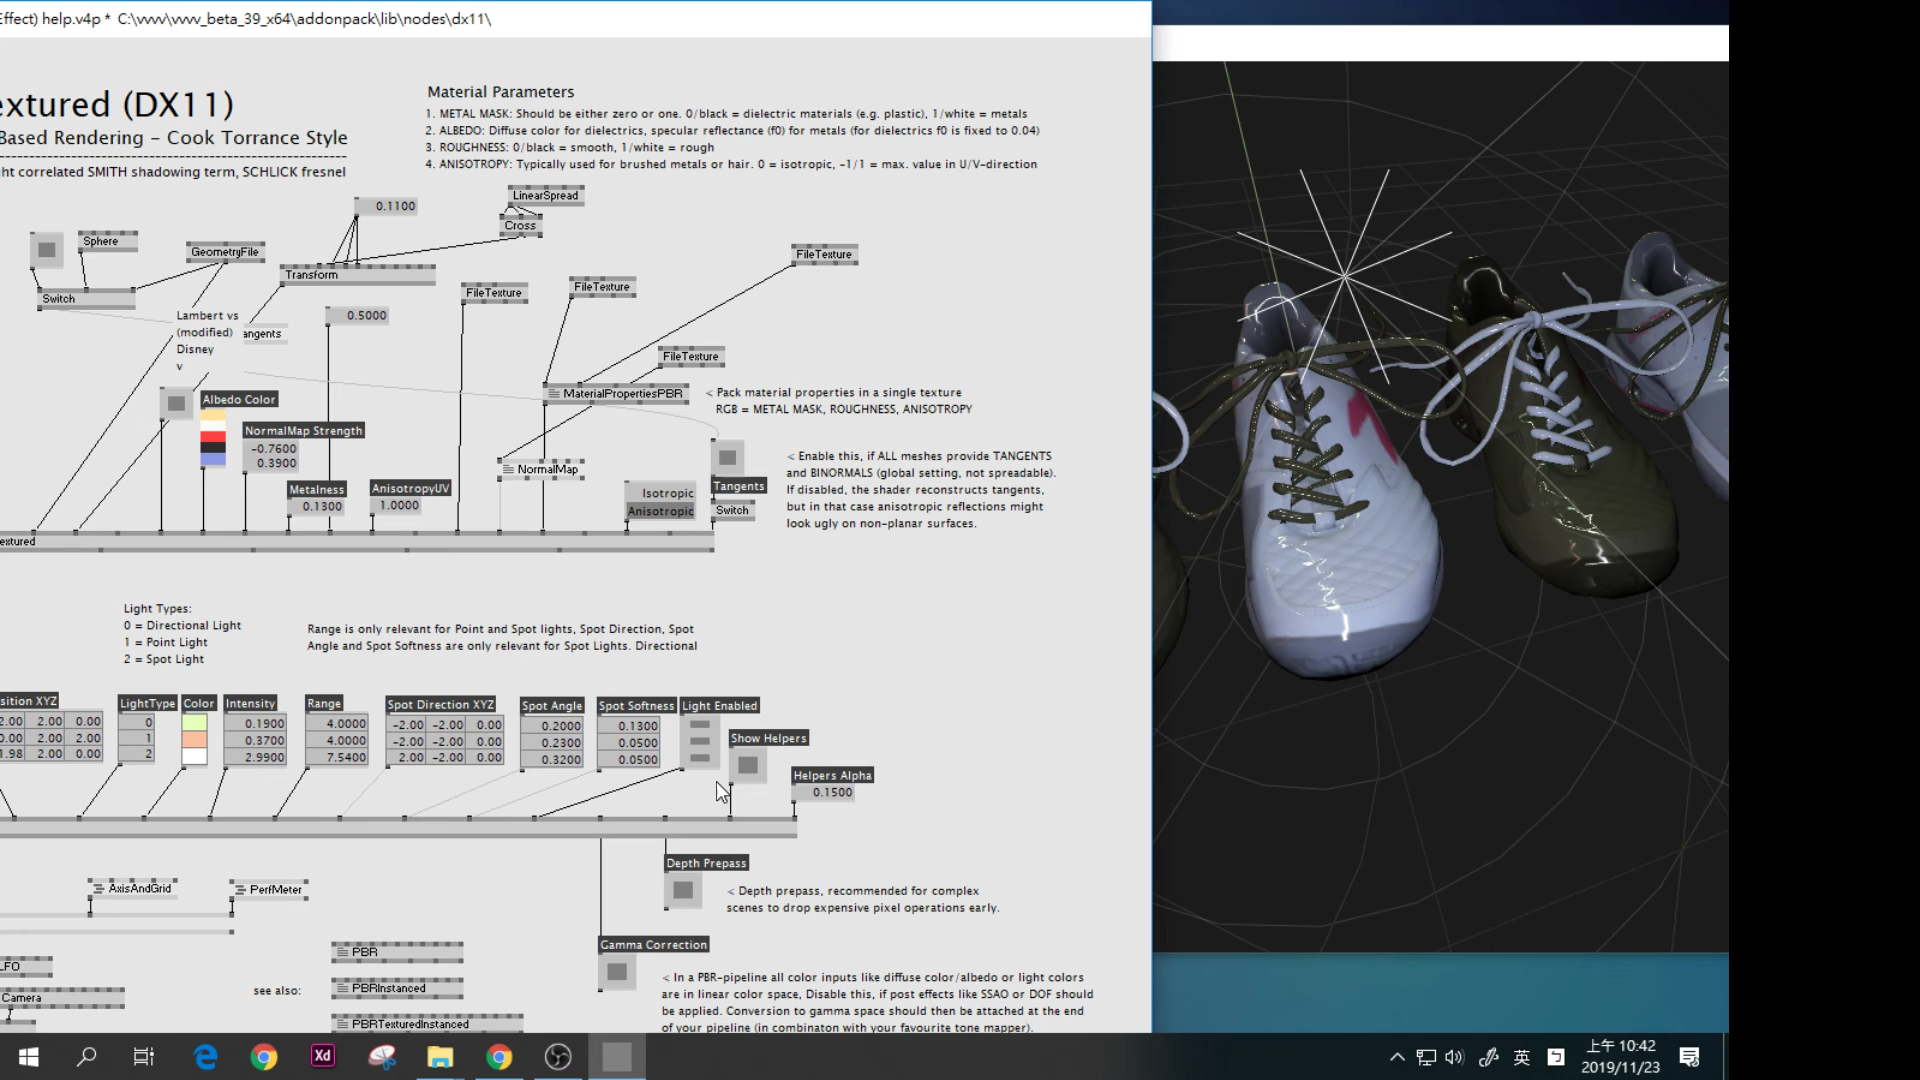 Effect) help.v4p * C:\vvvv\vvvv_beta_39_x64\addonpack\lib\nodes\dx11\
extured (DX11)
Based Rendering - Cook Torrance Style
ht correlated SMITH shadowing term, SCHLICK fresnel
Material Parameters
1. METAL MASK: Should be either zero or one. 0/black = dielectric materials (e.g. plastic), 1/white = metals
2. ALBEDO: Diffuse color for dielectrics, specular reflectance (f0) for metals (for dielectrics f0 is fixed to 0.04)
3. ROUGHNESS: 0/black = smooth, 1/white = rough
4. ANISOTROPY: Typically used for brushed metals or hair. 0 = isotropic, -1/1 = max. value in U/V-direction
LinearSpread
0.1100
Cross
Sphere
GeometryFile
FileTexture
Transform
FileTexture
FileTexture
Switch
Lambert vs
(modified)
Disney
v
angents
0.5000
FileTexture
MaterialPropertiesPBR
< Pack material properties in a single texture
RGB = METAL MASK, ROUGHNESS, ANISOTROPY
Albedo Color
NormalMap Strength
-0.7600
0.3900
NormalMap
< Enable this, if ALL meshes provide TANGENTS
and BINORMALS (global setting, not spreadable).
If disabled, the shader reconstructs tangents,
but in that case anisotropic reflections might
look ugly on non-planar surfaces.
Metalness
0.1300
AnisotropyUV
1.0000
Isotropic
Anisotropic
Tangents
Switch
extured
Light Types:
0 = Directional Light
1 = Point Light
2 = Spot Light
Range is only relevant for Point and Spot lights, Spot Direction, Spot
Angle and Spot Softness are only relevant for Spot Lights. Directional
sition XYZ
2.00 2.00 0.00
0.00 2.00 2.00
1.98 2.00 0.00
LightType
0
1
2
Color
Intensity
0.1900
0.3700
2.9900
Range
4.0000
4.0000
7.5400
Spot Direction XYZ
-2.00 -2.00 0.00
-2.00 -2.00 0.00
2.00 -2.00 0.00
Spot Angle
0.2000
0.2300
0.3200
Spot Softness
0.1300
0.0500
0.0500
Light Enabled
Show Helpers
Helpers Alpha
0.1500
Depth Prepass
< Depth prepass, recommended for complex
scenes to drop expensive pixel operations early.
AxisAndGrid
PerfMeter
Gamma Correction
< In a PBR-pipeline all color inputs like diffuse color/albedo or light colors
are in linear color space, Disable this, if post effects like SSAO or DOF should
be applied. Conversion to gamma space should then be attached at the end
of your pipeline (in combinaton with your favourite tone mapper).
LFO
Camera
see also:
PBR
PBRInstanced
PBRTexturedInstanced
Xd
英
上午 10:42
2019/11/23